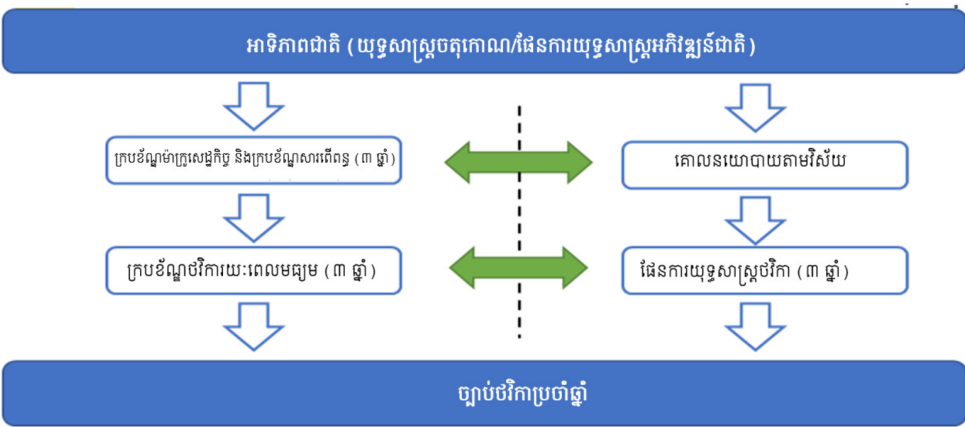 អាទិភាពជាតិ (យុទ្ធសាស្ត្រចតុកោណ/ផែនការយុទ្ធសាស្ត្រអភិវឌ្ឍន៍ជាតិ)
ក្របខ័ណ្ឌម៉ាក្រូសេដ្ឋកិច្ច និងក្របខ័ណ្ឌសារពើពន្ធ (៣ ឆ្នាំ)
គោលនយោបាយតាមវិស័យ
ក្របខ័ណ្ឌថវិការយៈពេលមធ្យម (៣ ឆ្នាំ)
ផែនការយុទ្ធសាស្ត្រថវិកា (៣ ឆ្នាំ)
ច្បាប់ថវិកាប្រចាំឆ្នាំ